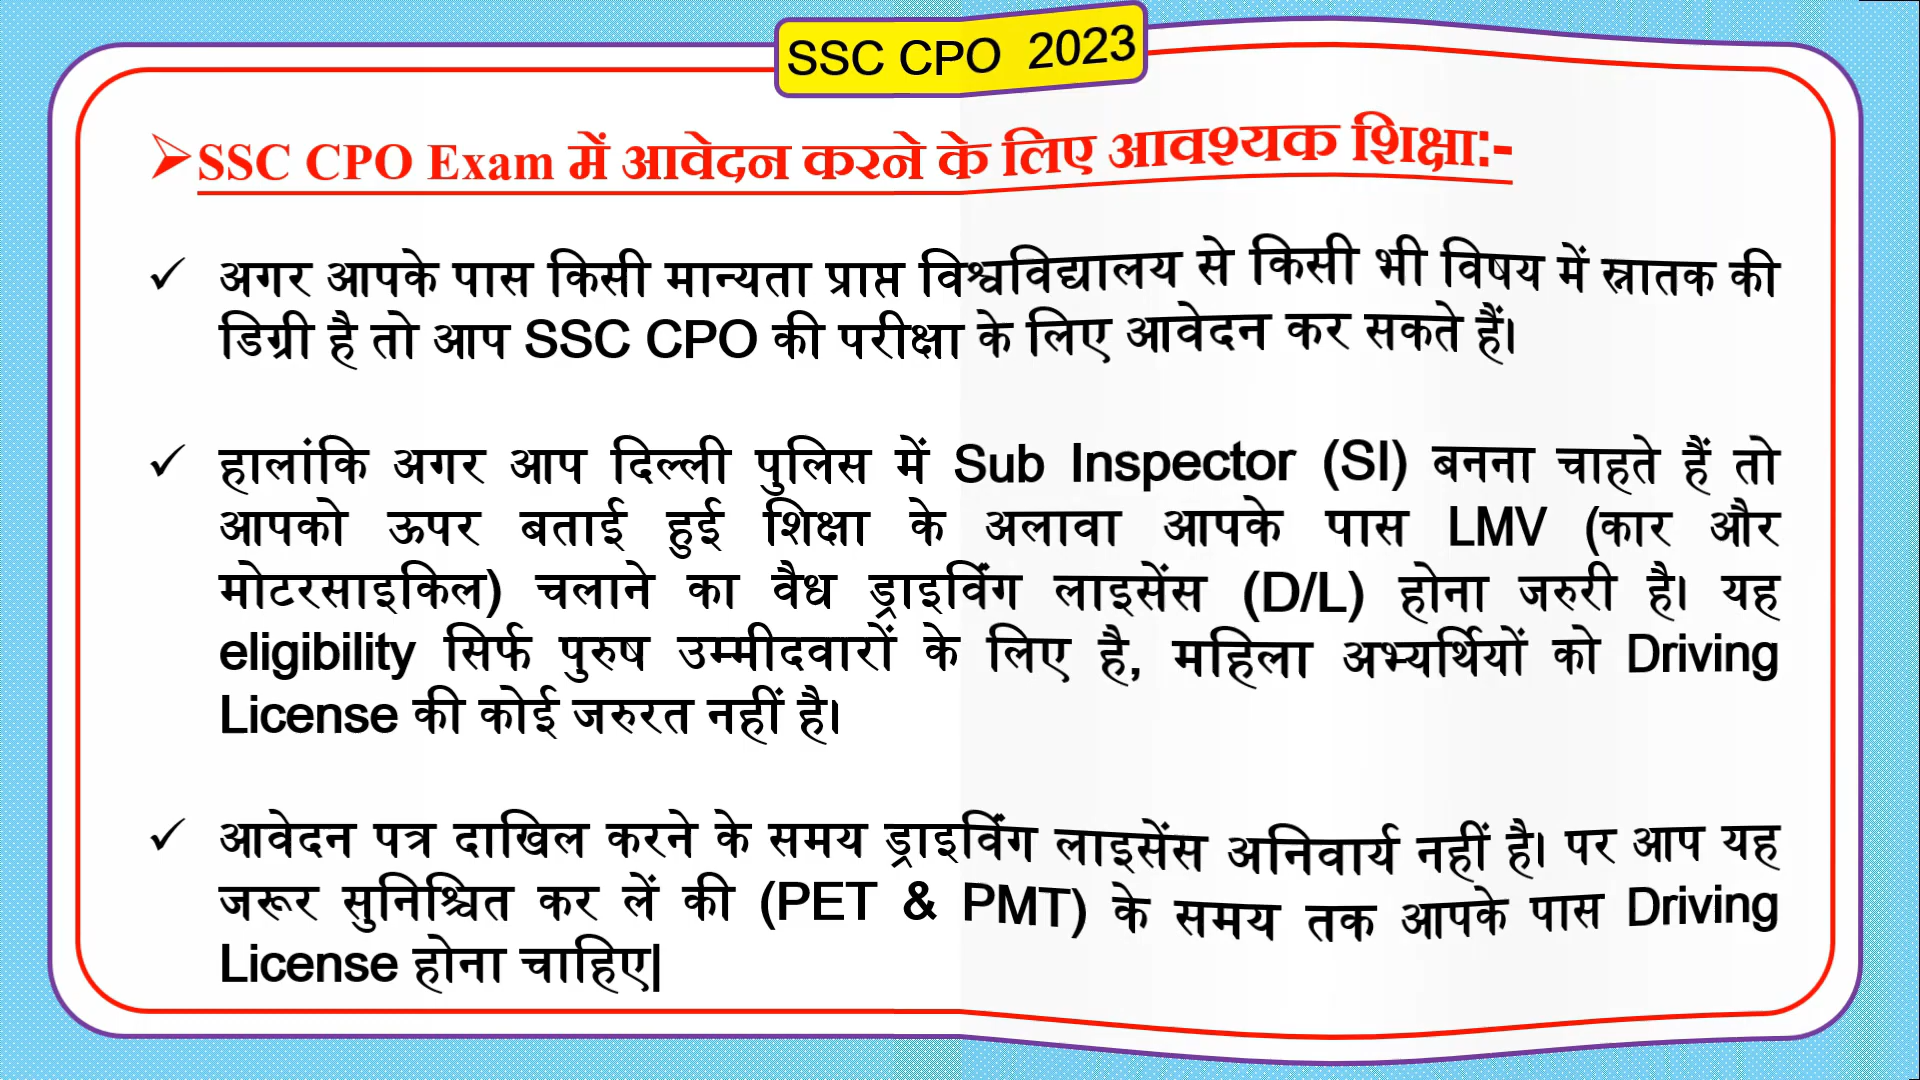 SSC CPO 2023
➢SSC CPO Exam में आवेदन करने के लिए आवश्यक शिक्षा:-
✓ अगर आपके पास किसी मान्यता प्राप्त विश्वविद्यालय से किसी भी विषय में स्नातक की
डिग्री है तो आप SSC CPO की परीक्षा के लिए आवेदन कर सकते हैं।
✓ हालांकि अगर आप दिल्ली पुलिस में Sub Inspector (SI) बनना चाहते हैं तो
आपको ऊपर बताई हुई शिक्षा के अलावा आपके पास LMV (कार और
मोटरसाइकिल) चलाने का वैध ड्राइविंग लाइसेंस (D/L) होना जरुरी है। यह
eligibility सिर्फ पुरुष उम्मीदवारों के लिए है, महिला अभ्यर्थियों को Driving
License की कोई जरुरत नहीं है।
✓ आवेदन पत्र दाखिल करने के समय ड्राइविंग लाइसेंस अनिवार्य नहीं है। पर आप यह
जरूर सुनिश्चित कर लें की (PET & PMT) के समय तक आपके पास Driving
License होना चाहिए|